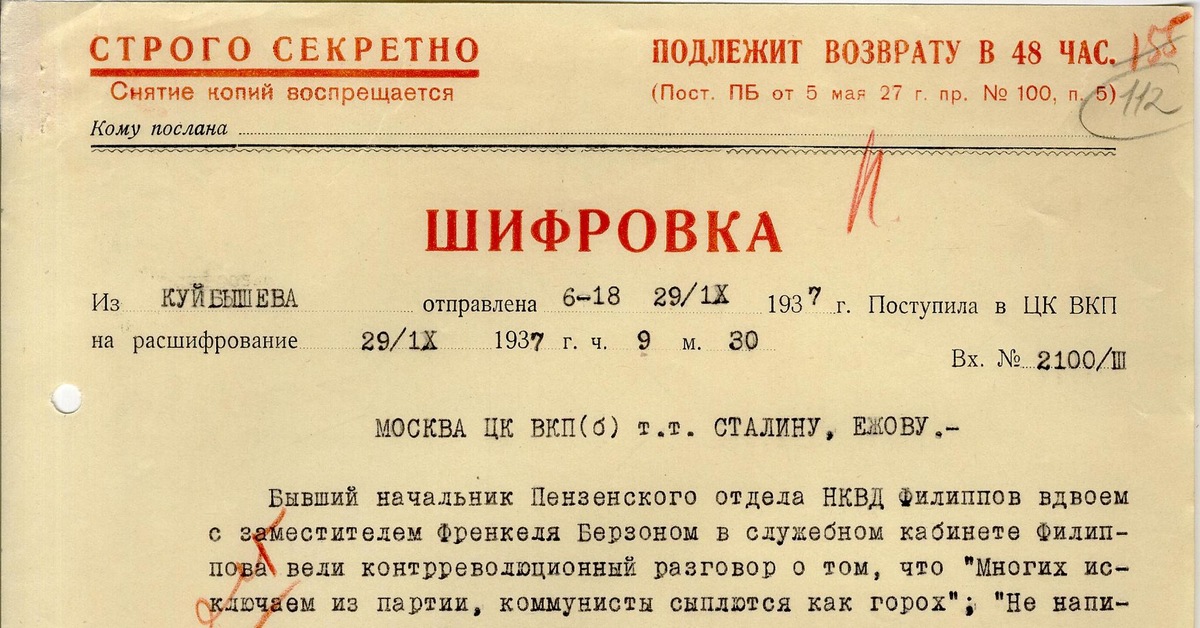 СТРОГО СЕКРЕТНО
Снятие копий воспрещается
ПОДЛЕЖИТ ВОЗВРАТУ В 48 ЧАС.
(Пост. ПБ от 5 мая 27 г. пр. № 100, п. 5)
112
Кому послана
ШИФРОВКА
Из КУЙБЫШЕВА отправлена 6-18 29/IX 1937 г. Поступила в ЦК ВКП
на расшифрование 29/IX 1937 г. ч. 9 м. 30
Вх. № 2100/Ш
МОСКВА ЦК ВКП(б) т.т. СТАЛИНУ, ЕЖОВУ.-
Бывший начальник Пензенского отдела НКВД Филиппов вдвоем
с заместителем Френкеля Берзоном в служебном кабинете Филип-
пова вели контрреволюционный разговор о том, что "Многих ис-
ключаем из партии, коммунисты сыплются как горох"; "Не напи-